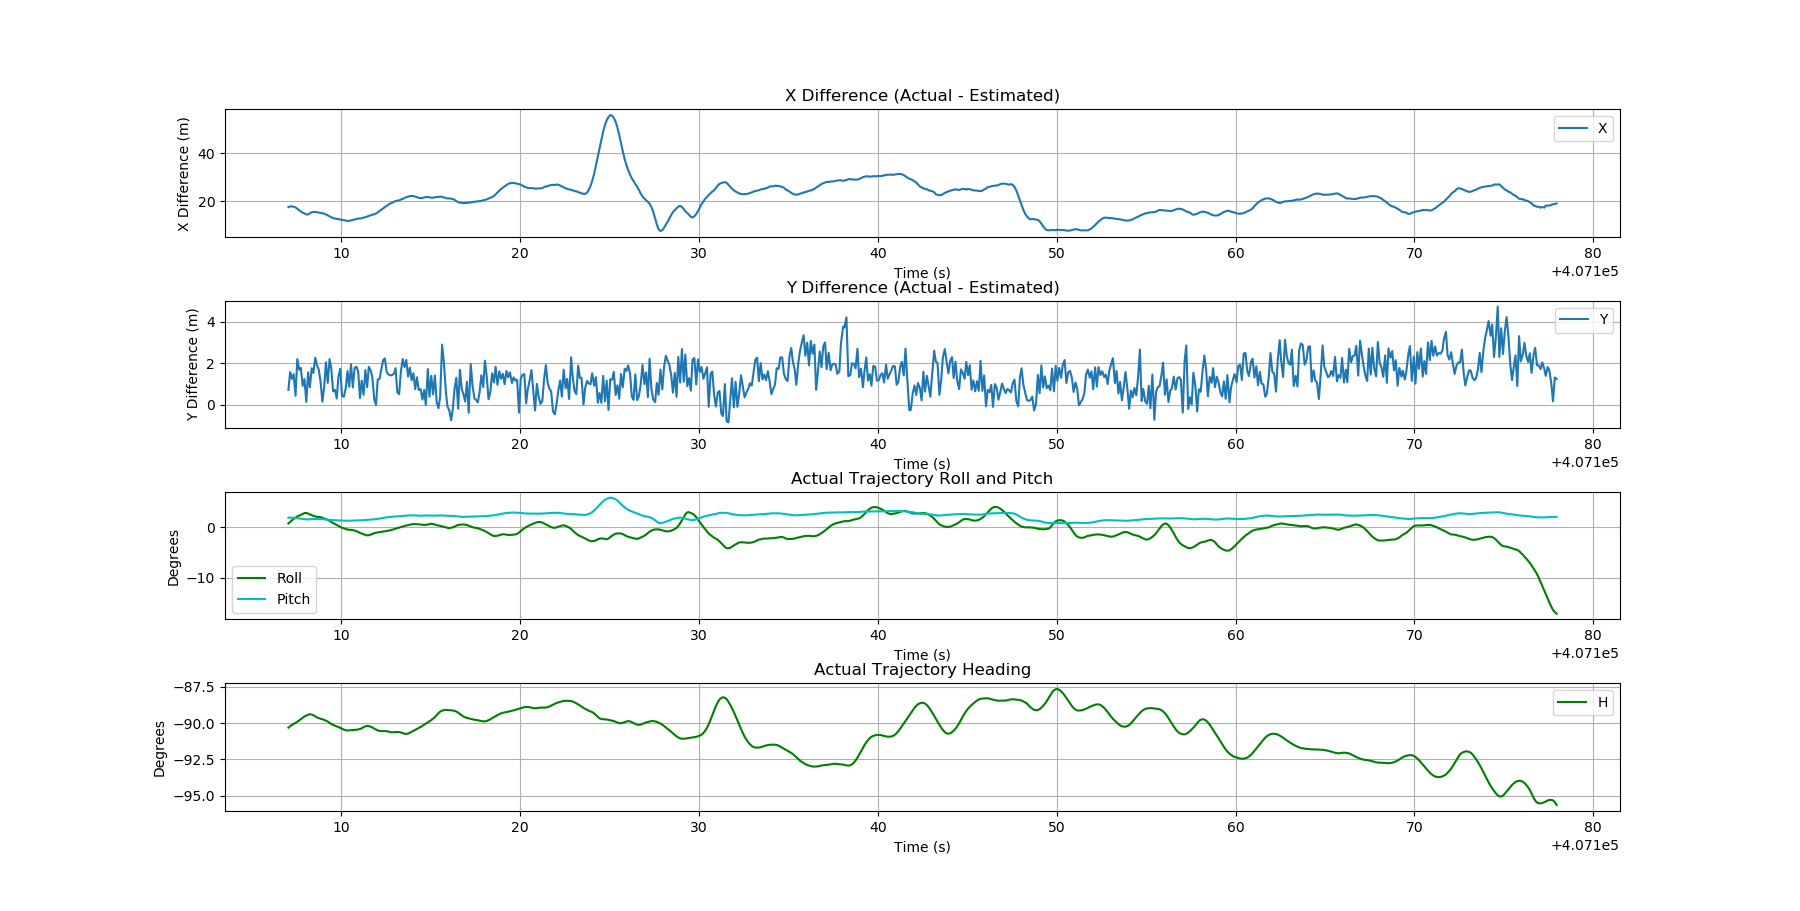 X Difference (Actual - Estimated)
X Difference (m)
40
20
X
10 20 30 40 50 60 70 80
Time (s)
+4.071e5
Y Difference (Actual - Estimated)
Y Difference (m)
4
2
0
Y
10 20 30 40 50 60 70 80
Time (s)
+4.071e5
Actual Trajectory Roll and Pitch
Degrees
0
−10
Roll
Pitch
10 20 30 40 50 60 70 80
Time (s)
+4.071e5
Actual Trajectory Heading
Degrees
−87.5
−90.0
−92.5
−95.0
H
10 20 30 40 50 60 70 80
Time (s)
+4.071e5